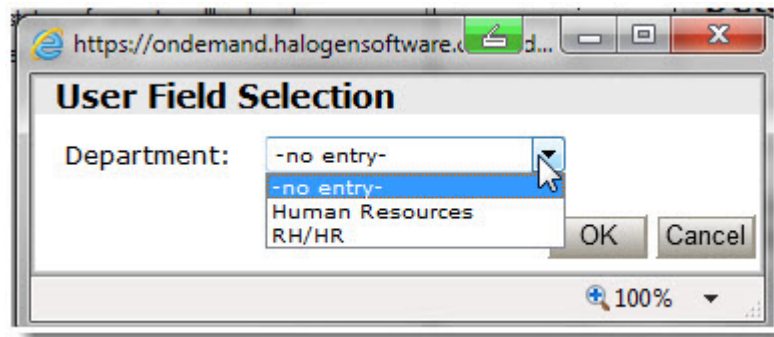 https://ondemand.halogensoftware.c d...
User Field Selection
Department: -no entry-
-no entry-
Human Resources
RH/HR
OK Cancel
100%